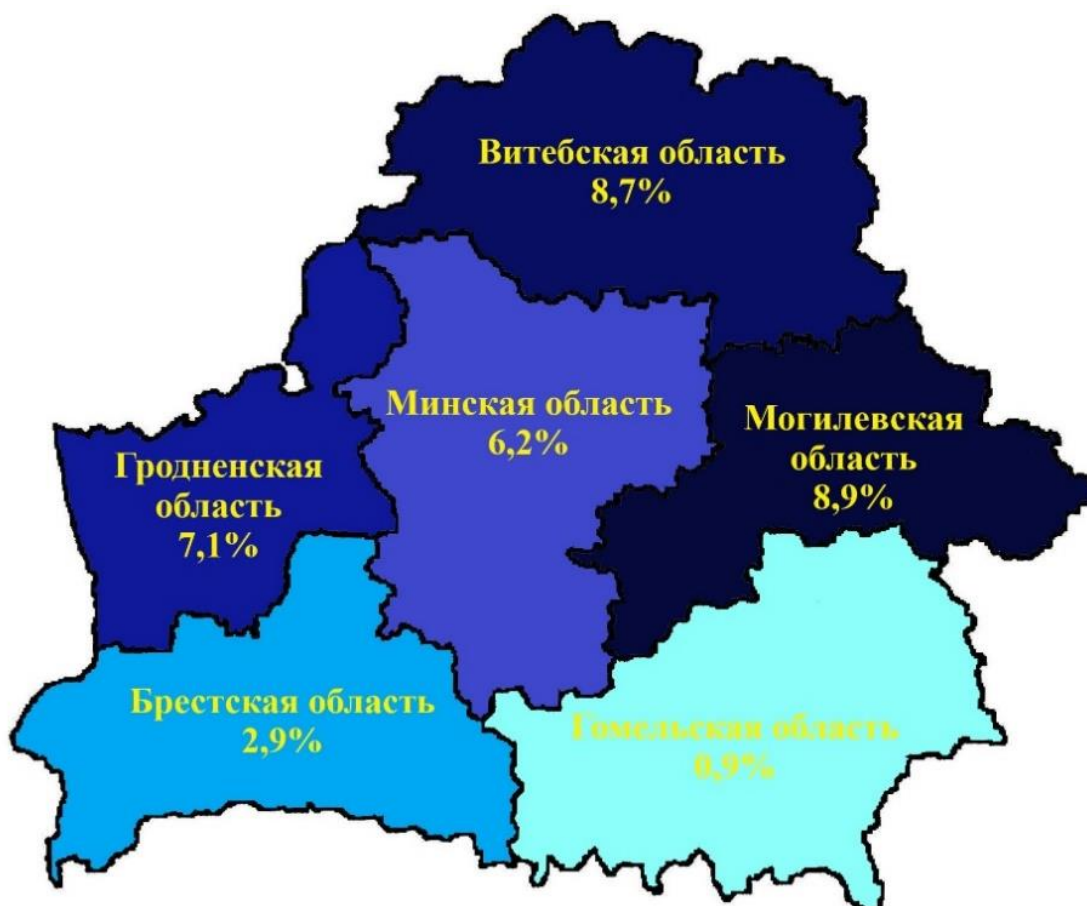 Витебская область
8,7%
Минская область
6,2%
Могилевская
область
8,9%
Гродненская
область
7,1%
Брестская область
2,9%
Гомельская область
0,9%